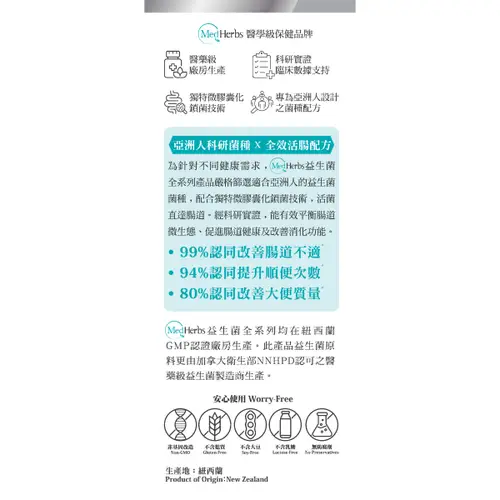 MedHerbs 醫學級保健品牌
醫藥級
廠房生產
科研實證
臨床數據支持
獨特微膠囊化
鎖菌技術
專為亞洲人設計
之菌種配方
亞洲人科研菌種 X 全效活腸配方
為針對不同健康需求，MedHerbs益生菌
全系列產品嚴格篩選適合亞洲人的益生菌
菌種，配合獨特微膠囊化鎖菌技術，活菌
直達腸道。經科研實證，能有效平衡腸道
微生態、促進腸道健康及改善消化功能。
• 99%認同改善腸道不適*
• 94%認同提升順便次數*
• 80%認同改善大便質量*
MedHerbs益生菌全系列均在紐西蘭
GMP認證廠房生產。此產品益生菌原
料更由加拿大衛生部NNHPD認可之醫
藥級益生菌製造商生產。
安心使用 Worry-Free
非基因改造 不含麩質 不含大豆 不含乳糖 無防腐劑
Non-GMO Gluten-Free Soy-Free Lactose-Free No Preservatives
生產地：紐西蘭
Product of Origin: New Zealand